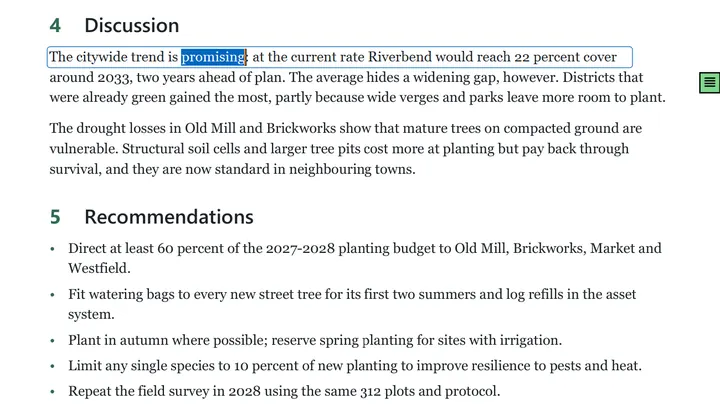 4 Discussion
The citywide trend is promising: at the current rate Riverbend would reach 22 percent cover
around 2033, two years ahead of plan. The average hides a widening gap, however. Districts that
were already green gained the most, partly because wide verges and parks leave more room to plant.
The drought losses in Old Mill and Brickworks show that mature trees on compacted ground are
vulnerable. Structural soil cells and larger tree pits cost more at planting but pay back through
survival, and they are now standard in neighbouring towns.
5 Recommendations
• Direct at least 60 percent of the 2027-2028 planting budget to Old Mill, Brickworks, Market and
Westfield.
• Fit watering bags to every new street tree for its first two summers and log refills in the asset
system.
• Plant in autumn where possible; reserve spring planting for sites with irrigation.
• Limit any single species to 10 percent of new planting to improve resilience to pests and heat.
• Repeat the field survey in 2028 using the same 312 plots and protocol.